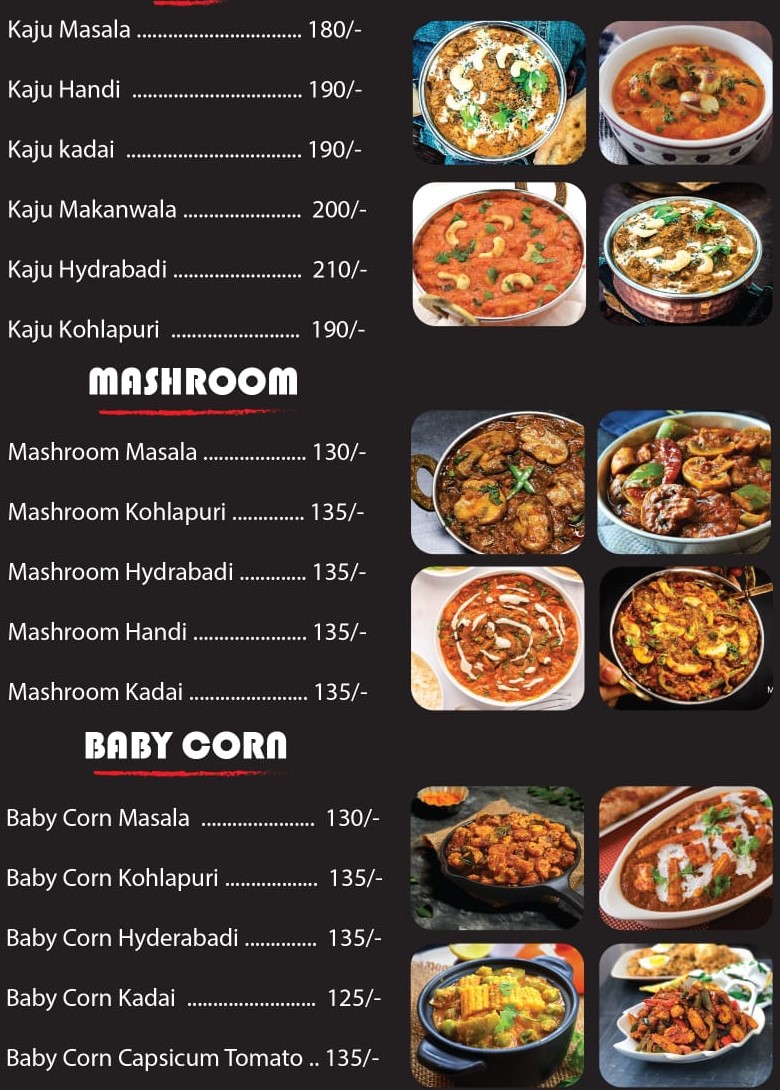 Kaju Masala ........................... 180/-
Kaju Handi ................................. 190/-
Kaju kadai .................................. 190/-
Kaju Makanwala ....................... 200/-
Kaju Hydrabadi ......................... 210/-
Kaju Kohlapuri ......................... 190/-
MASHROOM
Mashroom Masala .................... 130/-
Mashroom Kohlapuri .............. 135/-
Mashroom Hydrabadi ............. 135/-
Mashroom Handi ...................... 135/-
Mashroom Kadai ....................... 135/-
M
BABY CORN
Baby Corn Masala ...................... 130/-
Baby Corn Kohlapuri .................. 135/-
Baby Corn Hyderabadi .............. 135/-
Baby Corn Kadai ......................... 125/-
Baby Corn Capsicum Tomato .. 135/-